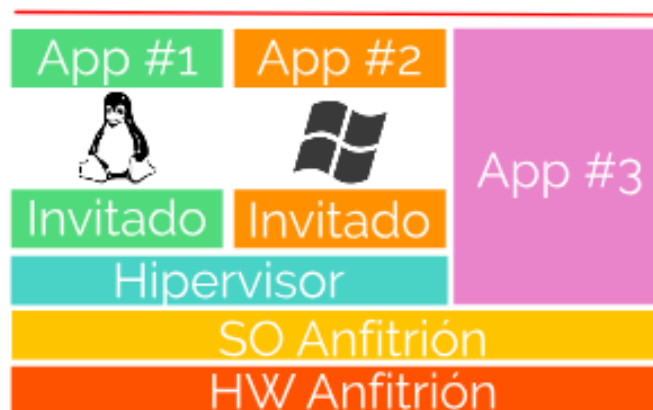 App #1
App #2
App #3
Invitado
Invitado
Hipervisor
SO Anfitrión
HW Anfitrión